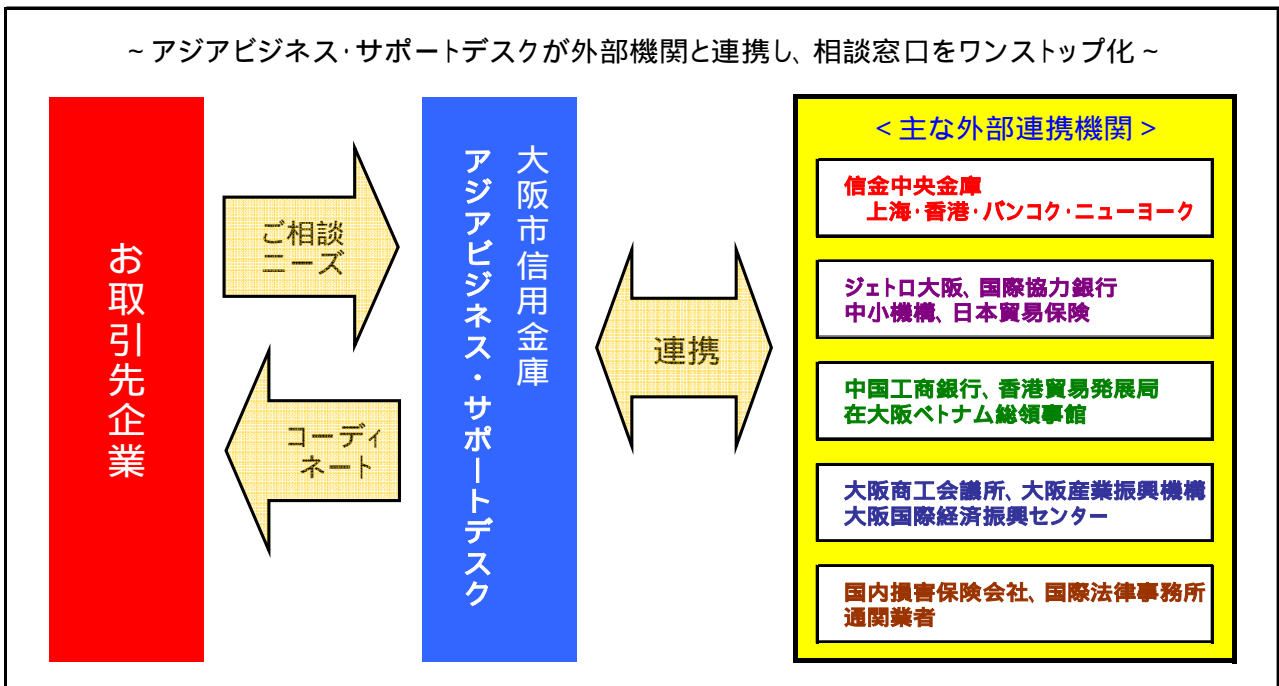 ~アジアビジネス・サポートデスクが外部機関と連携し、相談窓口をワンストップ化~
お取引先企業
ご相談
ニーズ
コーディ
ネート
大阪市信用金庫
アジアビジネス・サポートデスク
連携
<主な外部連携機関>
信金中央金庫
上海・香港・バンコク・ニューヨーク
ジェトロ大阪、国際協力銀行
中小機構、日本貿易保険
中国工商銀行、香港貿易発展局
在大阪ベトナム総領事館
大阪商工会議所、大阪産業振興機構
大阪国際経済振興センター
国内損害保険会社、国際法律事務所
通関業者